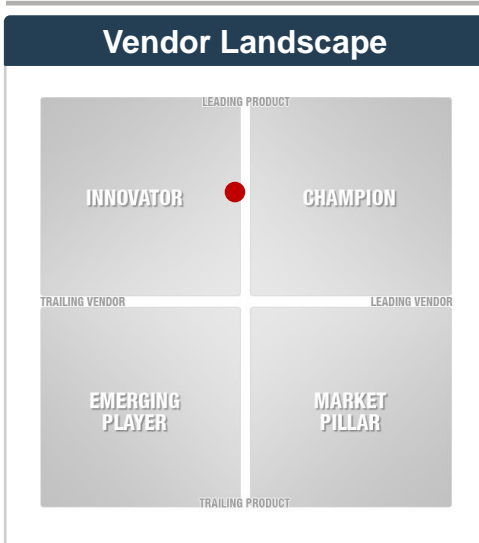 Vendor Landscape
LEADING PRODUCT
INNOVATOR
CHAMPION
TRAILING VENDOR
LEADING VENDOR
EMERGING
PLAYER
MARKET
PILLAR
TRAILING PRODUCT